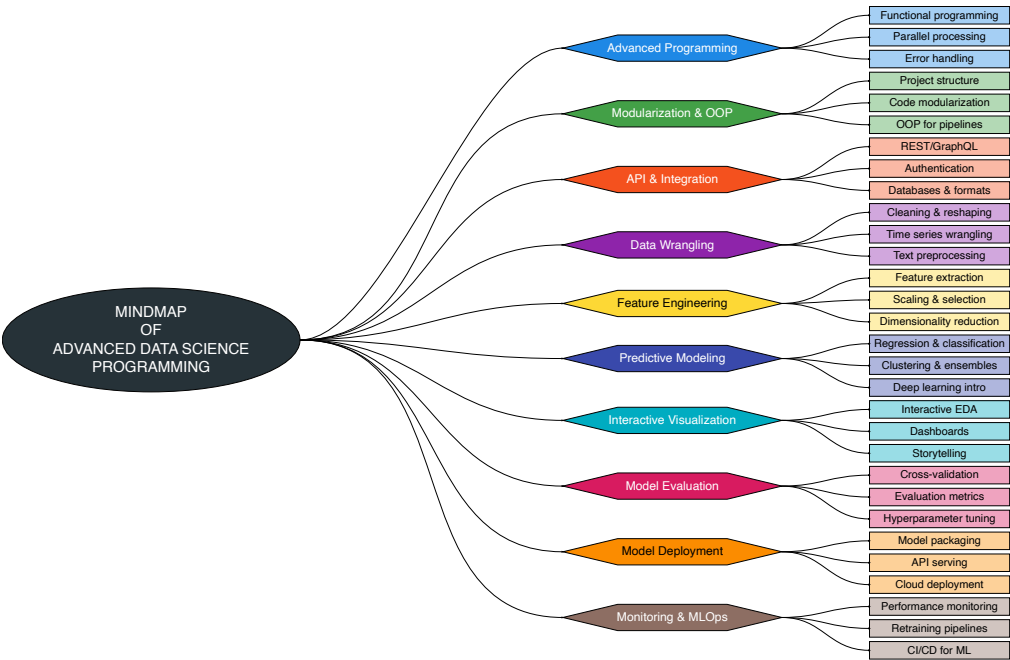 MINDMAP
OF
ADVANCED DATA SCIENCE
PROGRAMMING
Advanced Programming
Functional programming
Parallel processing
Error handling
Modularization & OOP
Project structure
Code modularization
OOP for pipelines
API & Integration
REST/GraphQL
Authentication
Databases & formats
Data Wrangling
Cleaning & reshaping
Time series wrangling
Text preprocessing
Feature Engineering
Feature extraction
Scaling & selection
Dimensionality reduction
Predictive Modeling
Regression & classification
Clustering & ensembles
Deep learning intro
Interactive Visualization
Interactive EDA
Dashboards
Storytelling
Model Evaluation
Cross-validation
Evaluation metrics
Hyperparameter tuning
Model Deployment
Model packaging
API serving
Cloud deployment
Monitoring & MLOps
Performance monitoring
Retraining pipelines
CI/CD for ML